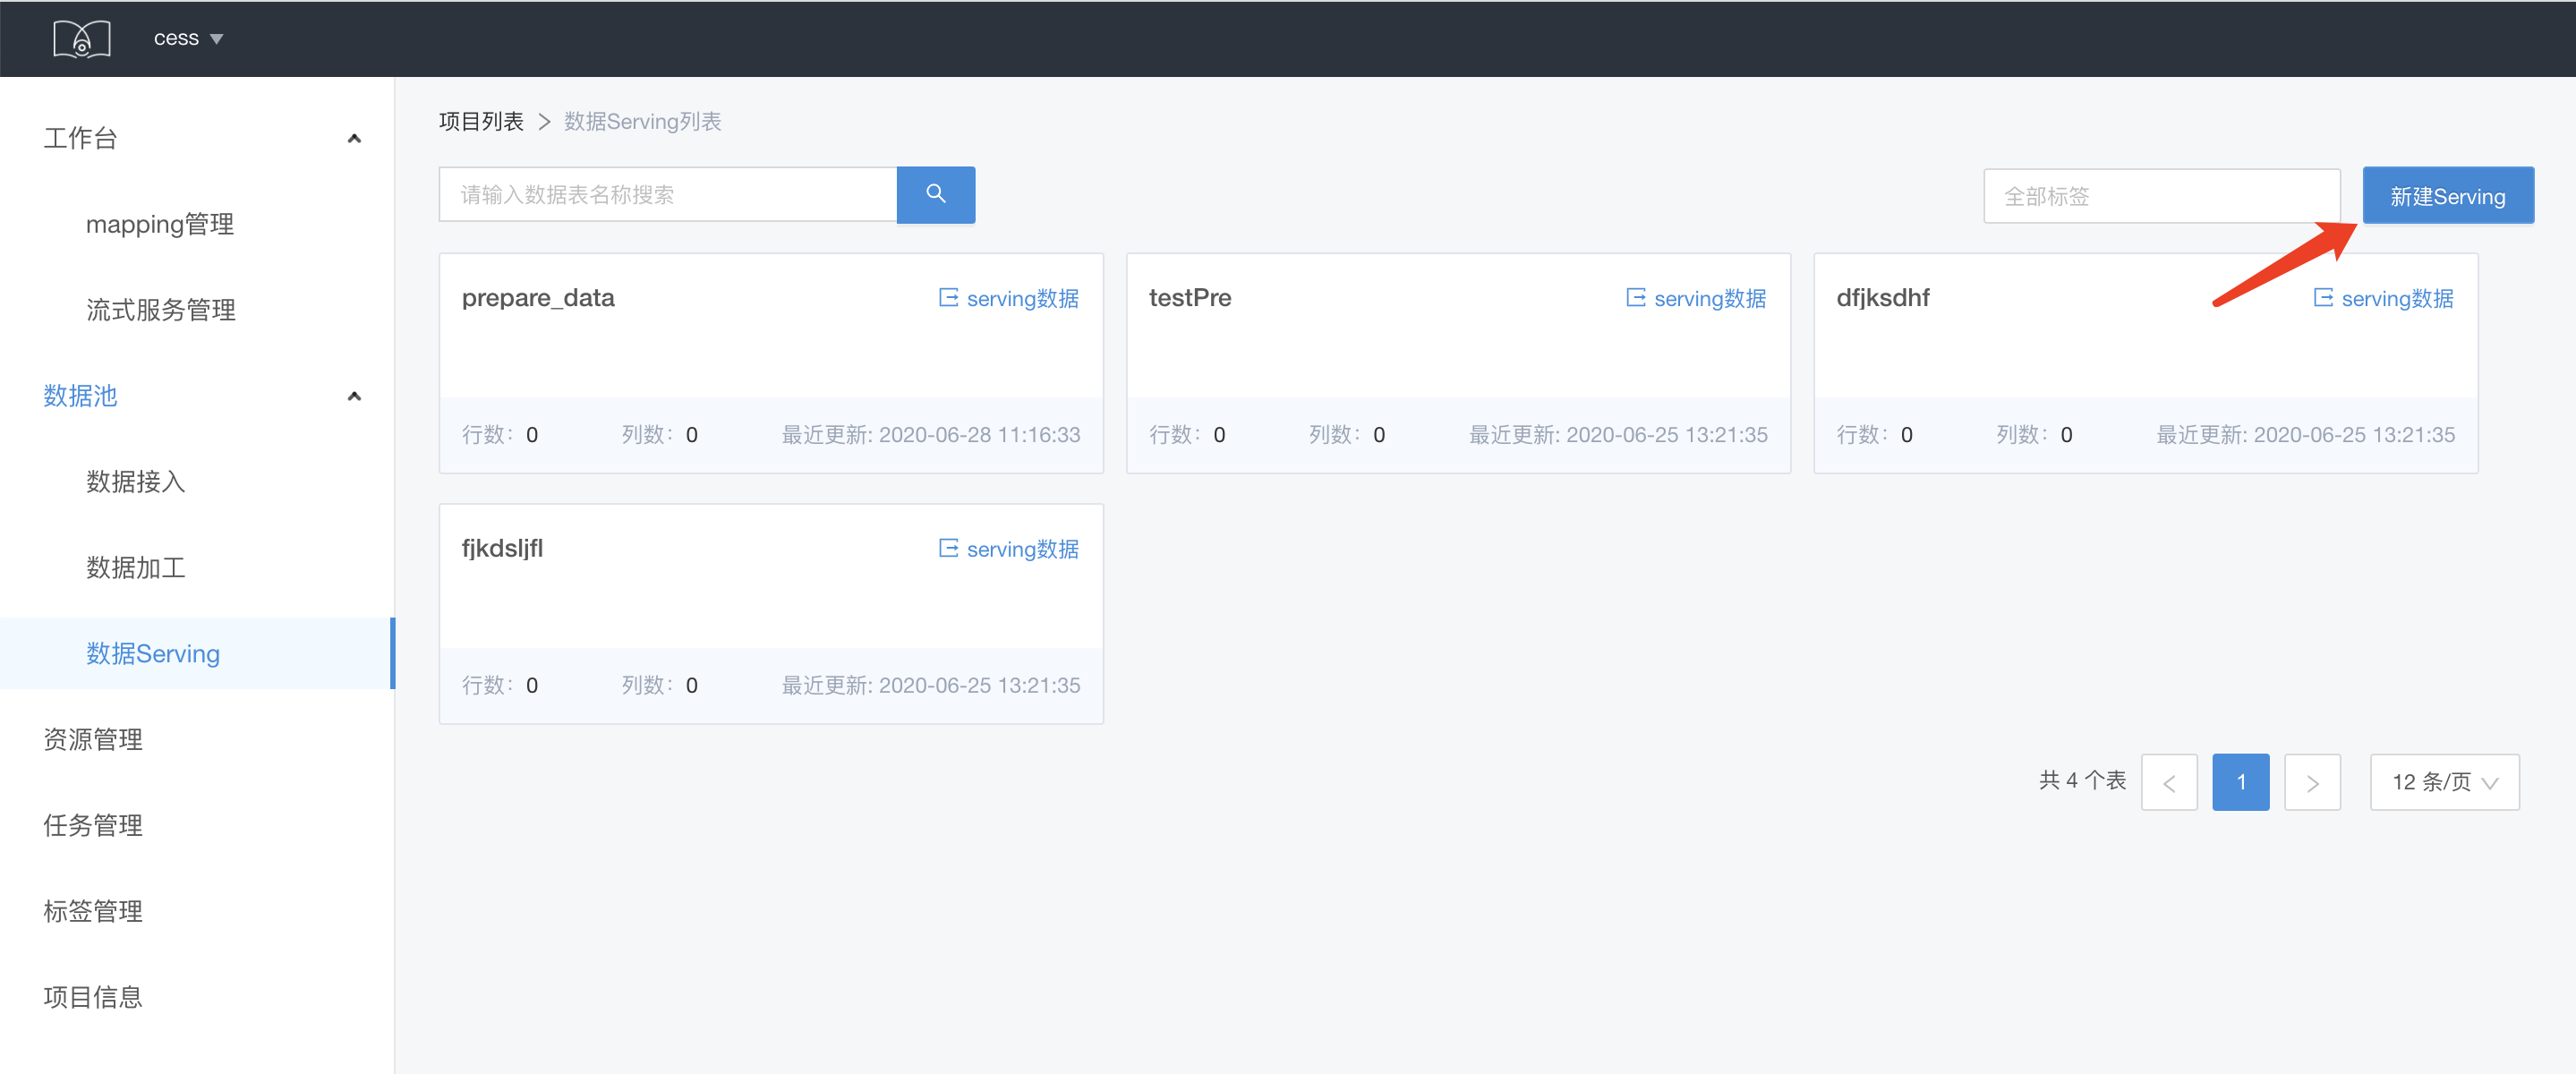 cess
工作台
mapping管理
流式服务管理
数据池
数据接入
数据加工
数据Serving
资源管理
任务管理
标签管理
项目信息
项目列表 > 数据Serving列表
请输入数据表名称搜索
全部标签
新建Serving
prepare_data
serving数据
行数：0
列数：0
最近更新: 2020-06-28 11:16:33
testPre
serving数据
行数：0
列数：0
最近更新: 2020-06-25 13:21:35
dfjksdhf
serving数据
行数：0
列数：0
最近更新: 2020-06-25 13:21:35
fjkdsljfl
serving数据
行数：0
列数：0
最近更新: 2020-06-25 13:21:35
共 4 个表
1
12 条/页